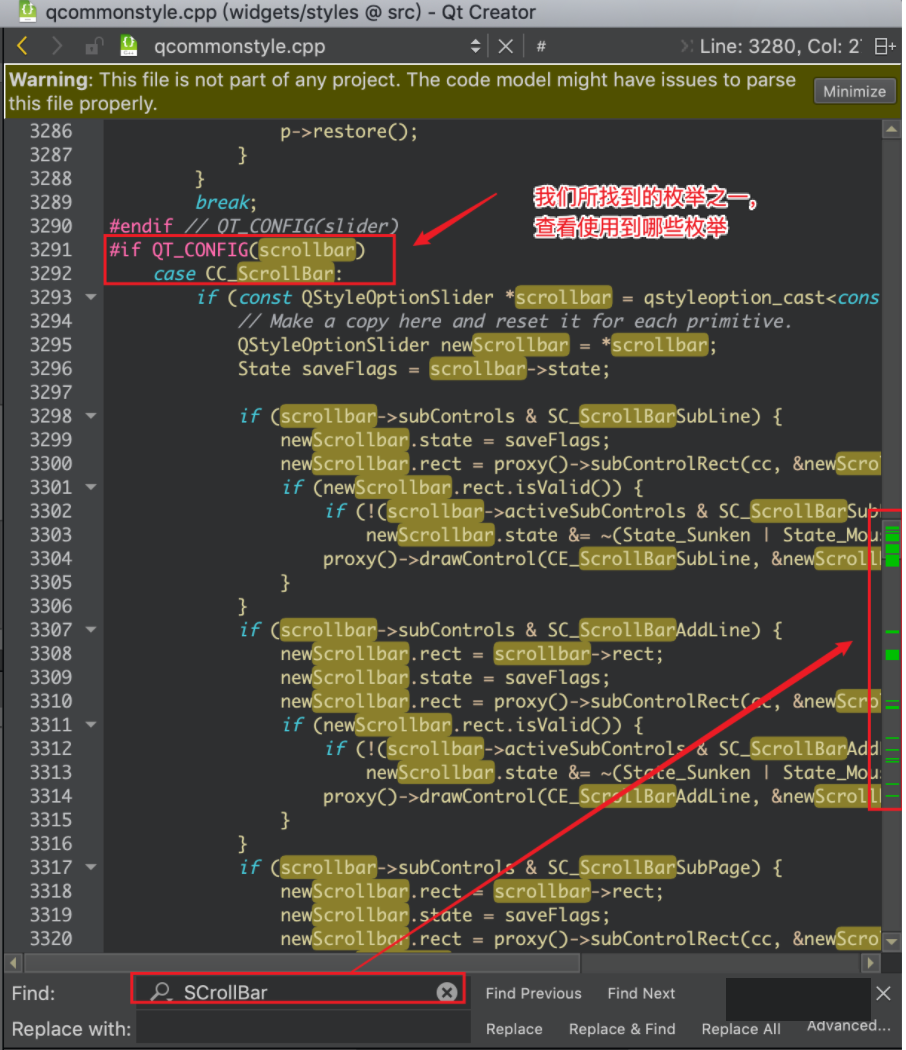 qcommonstyle.cpp (widgets/styles @ src) - Qt Creator
qcommonstyle.cpp # Line: 3280, Col: 2
Warning: This file is not part of any project. The code model might have issues to parse
this file properly.
Minimize
3286 p->restore();
3287 }
3288 }
3289 break;
3290 #endif // QT_CONFIG(slider)
3291 #if QT_CONFIG(scrollbar)
3292 case CC_ScrollBar:
我们所找到的枚举之一,
查看使用到哪些枚举
3293 if (const QStyleOptionSlider *scrollbar = qstyleoption_cast<cons
3294 // Make a copy here and reset it for each primitive.
3295 QStyleOptionSlider newScrollbar = *scrollbar;
3296 State saveFlags = scrollbar->state;
3297
3298 if (scrollbar->subControls & SC_ScrollBarSubLine) {
3299 newScrollbar.state = saveFlags;
3300 newScrollbar.rect = proxy()->subControlRect(cc, &newScro
3301 if (newScrollbar.rect.isValid()) {
3302 if (!(scrollbar->activeSubControls & SC_ScrollBarSub
3303 newScrollbar.state &= ~(State_Sunken | State_Mou
3304 proxy()->drawControl(CE_ScrollBarSubLine, &newScroll
3305 }
3306 }
3307 if (scrollbar->subControls & SC_ScrollBarAddLine) {
3308 newScrollbar.rect = scrollbar->rect;
3309 newScrollbar.state = saveFlags;
3310 newScrollbar.rect = proxy()->subControlRect(cc, &newScro
3311 if (newScrollbar.rect.isValid()) {
3312 if (!(scrollbar->activeSubControls & SC_ScrollBarAdd
3313 newScrollbar.state &= ~(State_Sunken | State_Mou
3314 proxy()->drawControl(CE_ScrollBarAddLine, &newScroll
3315 }
3316 }
3317 if (scrollbar->subControls & SC_ScrollBarSubPage) {
3318 newScrollbar.rect = scrollbar->rect;
3319 newScrollbar.state = saveFlags;
3320 newScrollbar.rect = proxy()->subControlRect(cc, &newScro
Find: SCrollBar Find Previous Find Next
Replace with: Replace Replace & Find Replace All Advanced...